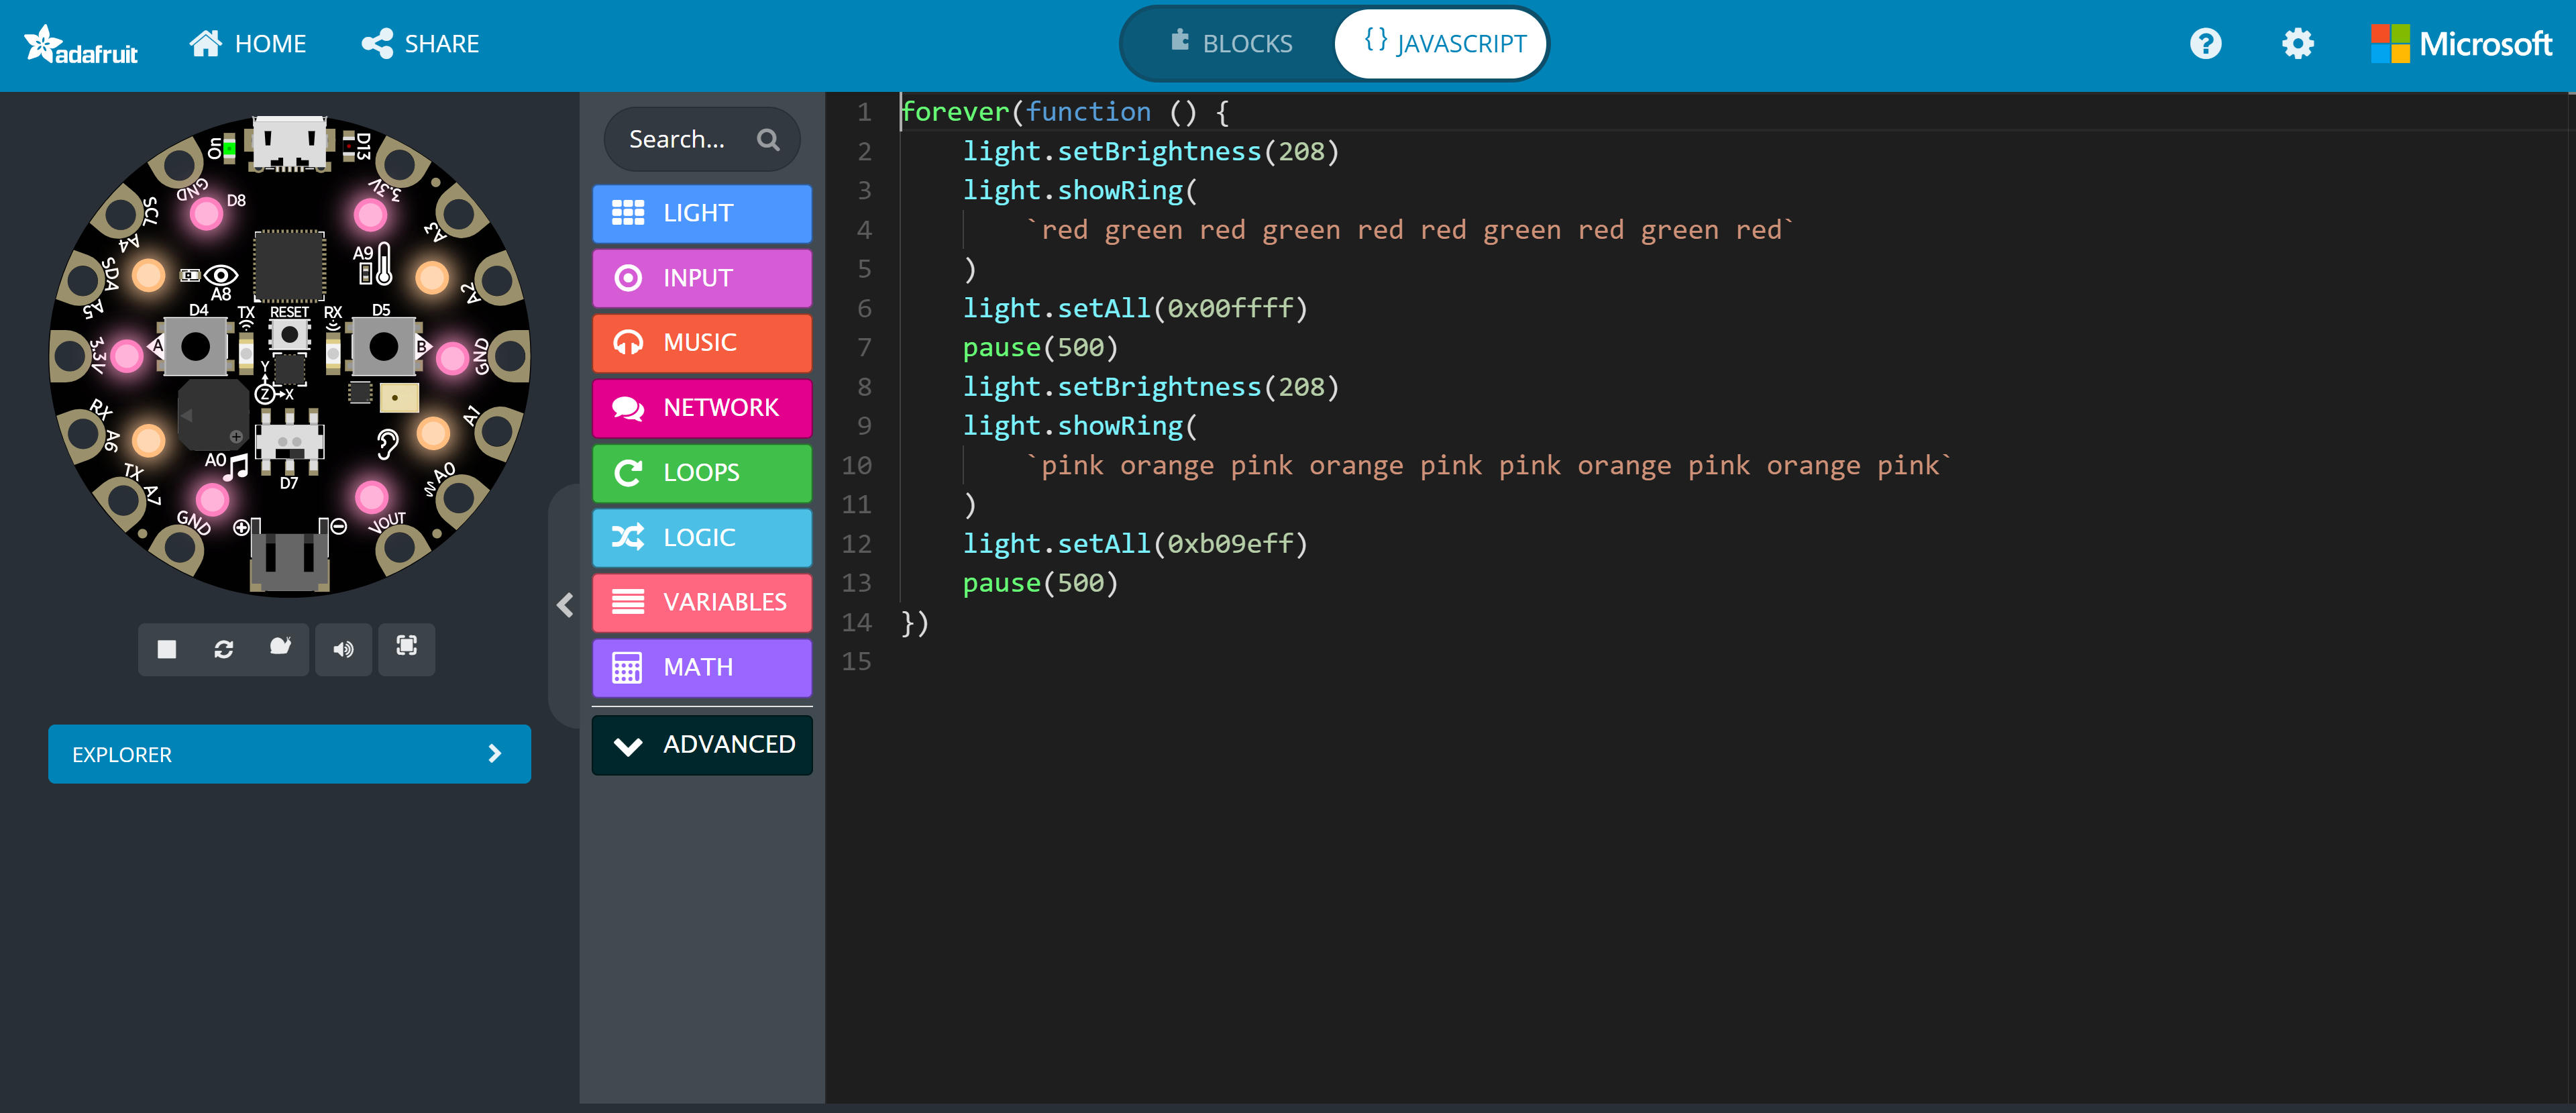 adafruit HOME SHARE BLOCKS {} JAVASCRIPT ? Microsoft
On D13
GND D8 3.3V
SCL A3
A4
SDA A9 A2
A8
A5 D4 TX RESET RX D5
3.3V A B GND
Y
Z X
RX A1
A6
A0
TX D7 A0
A7
GND VOUT
EXPLORER
Search...
LIGHT
INPUT
MUSIC
NETWORK
LOOPS
LOGIC
VARIABLES
MATH
ADVANCED
1 forever(function () {
2 light.setBrightness(208)
3 light.showRing(
4 `red green red green red red green red green red`
5 )
6 light.setAll(0x00ffff)
7 pause(500)
8 light.setBrightness(208)
9 light.showRing(
10 `pink orange pink orange pink pink orange pink orange pink`
11 )
12 light.setAll(0xb09eff)
13 pause(500)
14 })
15